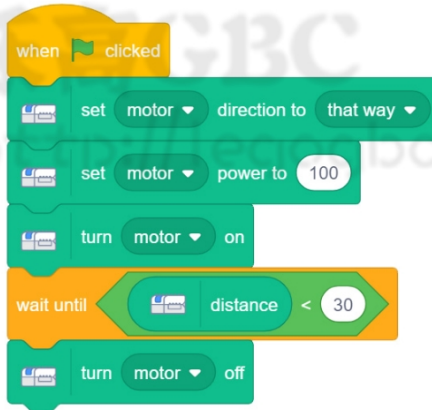 when clicked
set motor direction to that way
set motor power to 100
turn motor on
wait until distance < 30
turn motor off